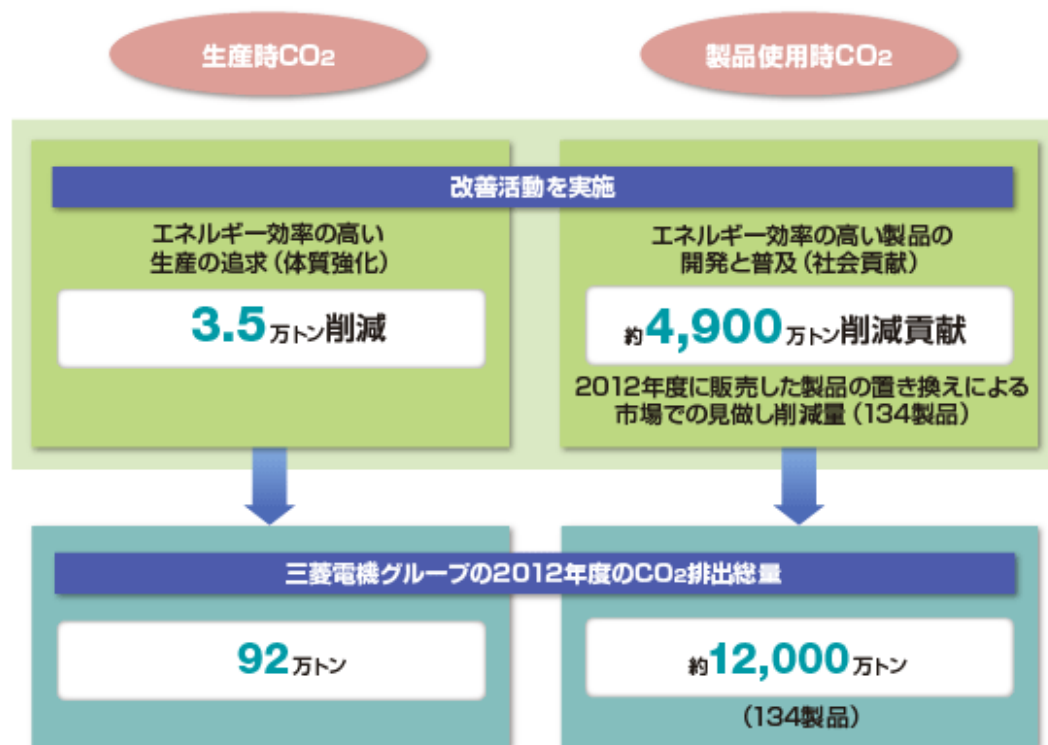 生産時CO2
製品使用時CO2
改善活動を実施
エネルギー効率の高い
生産の追求（体質強化）
3.5万トン削減
エネルギー効率の高い製品の
開発と普及（社会貢献）
約4,900万トン削減貢献
2012年度に販売した製品の置き換えによる
市場での見做し削減量（134製品）
三菱電機グループの2012年度のCO2排出総量
92万トン
約12,000万トン
（134製品）